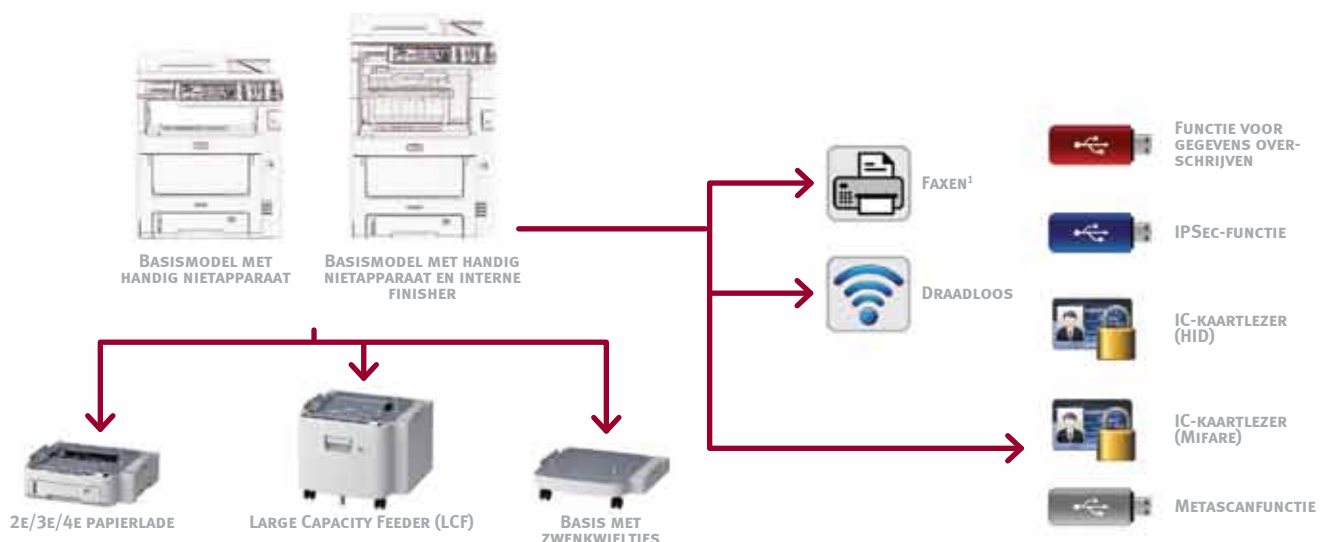 BASISMODEL MET
HANDIG NIETAPPARAAT
BASISMODEL MET HANDIG
NIETAPPARAAT EN INTERNE
FINISHER
2E/3E/4E PAPIERLADE
LARGE CAPACITY FEEDER (LCF)
BASIS MET
ZWENKWIELTJES
FAXEN¹
DRAADLOOS
FUNCTIE VOOR
GEGEVENS OVER-
SCHRIJVEN
IPSEC-FUNCTIE
IC-KAARTLEZER
(HID)
IC-KAARTLEZER
(MIFARE)
METASCANFUNCTIE